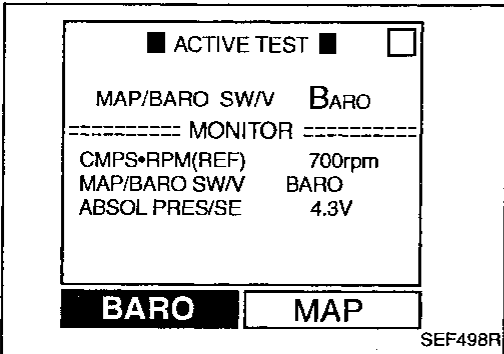 ■ ACTIVE TEST ■
MAP/BARO SW/V BARO
========= MONITOR =========
CMPS•RPM(REF) 700rpm
MAP/BARO SW/V BARO
ABSOL PRES/SE 4.3V
BARO MAP
SEF498R